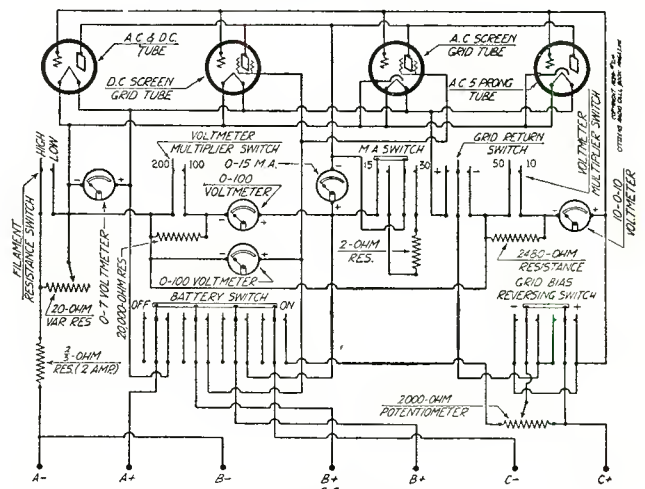 A.C & D.C.
TUBE
D.C SCREEN
GRID TUBE
A.C SCREEN
GRID TUBE
A C 5 PRONG
TUBE
HIGH
LOW
FILAMENT
RESISTANCE SWITCH
VOLTMETER
MULTIPLIER SWITCH
200
100
0-15 M.A.
0-100
VOLTMETER
M A SWITCH
15
30
GRID RETURN
SWITCH
+
-
50
10
VOLTMETER
MULTIPLIER SWITCH
10-0-10
VOLTMETER
0-7 VOLTMETER
20,000-OHM RES.
0-100 VOLTMETER
2-OHM
RES.
2480-OHM
RESISTANCE
20-OHM
VAR RES
OFF
BATTERY SWITCH
ON
GRID BIAS
REVERSING SWITCH
-
+
2/3-OHM
RES. (2 AMP.)
2000-OHM
POTENTIOMETER
A-
A+
B-
B+
B+
C-
C+